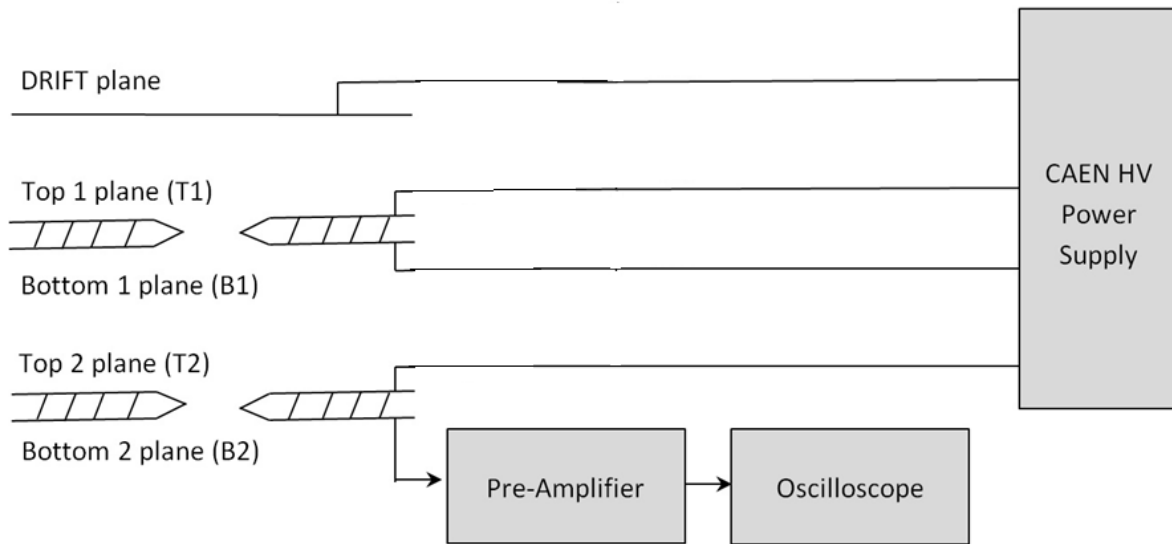 DRIFT plane
Top 1 plane (T1)
Bottom 1 plane (B1)
Top 2 plane (T2)
Bottom 2 plane (B2)
CAEN HV
Power
Supply
Pre-Amplifier
Oscilloscope